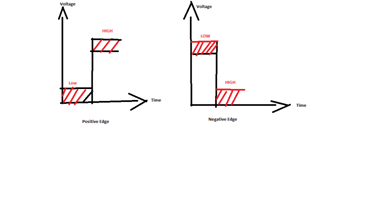 Voltage
HIGH
Low
Time
Positive Edge
Voltage
LOW
HIGH
Time
Negative Edge